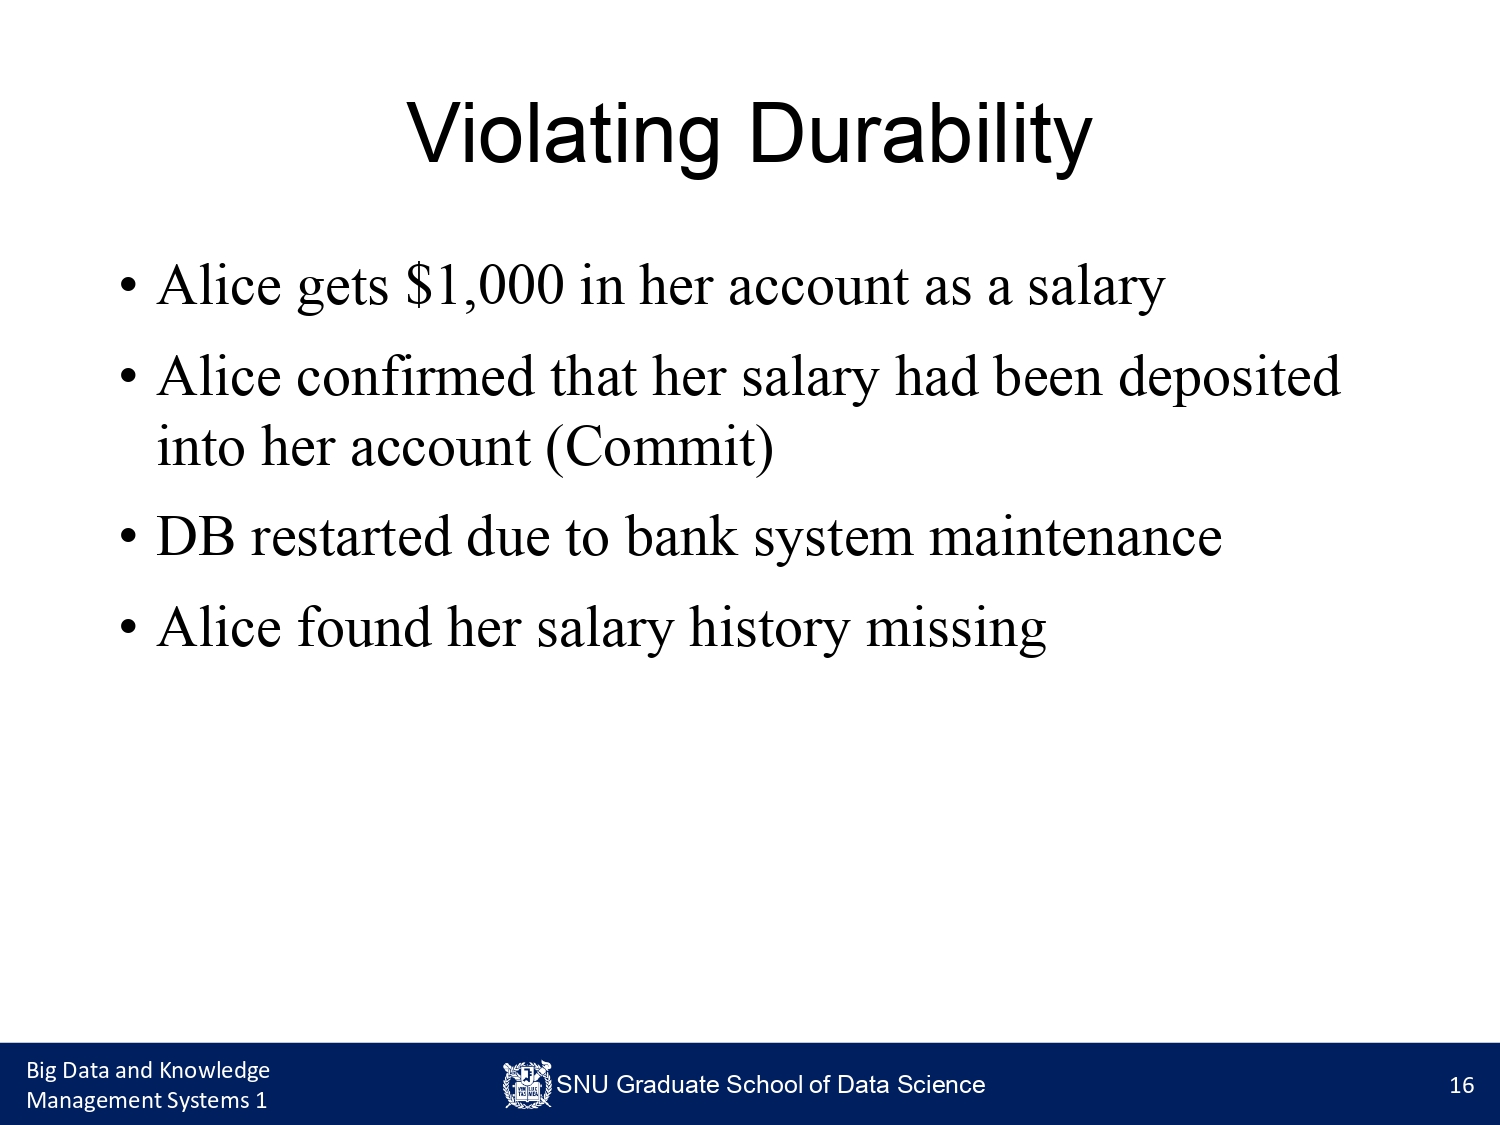 Violating Durability
• Alice gets $1,000 in her account as a salary
• Alice confirmed that her salary had been deposited
into her account (Commit)
• DB restarted due to bank system maintenance
• Alice found her salary history missing
Big Data and Knowledge
Management Systems 1
SNU Graduate School of Data Science
16